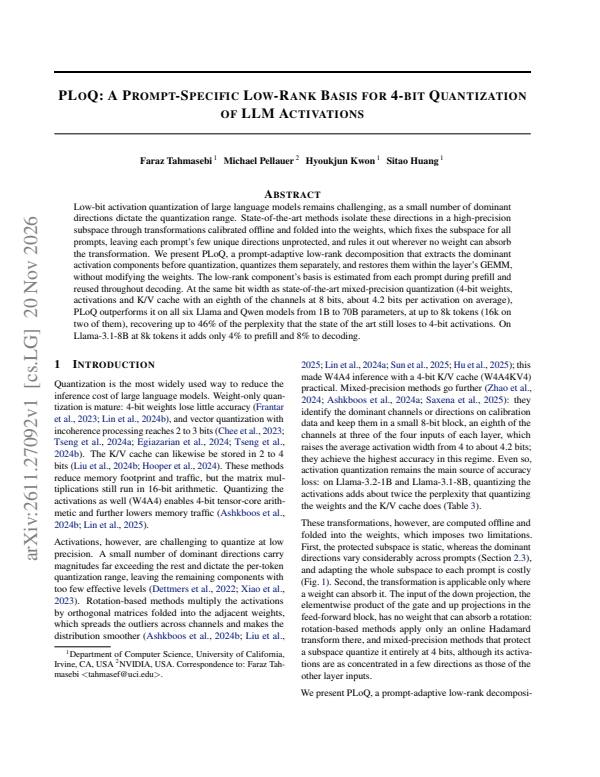 arXiv:2611.27092v1 [cs.LG] 20 Nov 2026
PLOQ: A PROMPT-SPECIFIC LOW-RANK BASIS FOR 4-BIT QUANTIZATION
OF LLM ACTIVATIONS
Faraz Tahmasebi 1 Michael Pellauer 2 Hyoukjun Kwon 1 Sitao Huang 1
ABSTRACT
Low-bit activation quantization of large language models remains challenging, as a small number of dominant
directions dictate the quantization range. State-of-the-art methods isolate these directions in a high-precision
subspace through transformations calibrated offline and folded into the weights, which fixes the subspace for all
prompts, leaving each prompt's few unique directions unprotected, and rules it out wherever no weight can absorb
the transformation. We present PLoQ, a prompt-adaptive low-rank decomposition that extracts the dominant
activation components before quantization, quantizes them separately, and restores them within the layer's GEMM,
without modifying the weights. The low-rank component's basis is estimated from each prompt during prefill and
reused throughout decoding. At the same bit width as state-of-the-art mixed-precision quantization (4-bit weights,
activations and K/V cache with an eighth of the channels at 8 bits, about 4.2 bits per activation on average),
PLoQ outperforms it on all six Llama and Qwen models from 1B to 70B parameters, at up to 8k tokens (16k on
two of them), recovering up to 46% of the perplexity that the state of the art still loses to 4-bit activations. On
Llama-3.1-8B at 8k tokens it adds only 4% to prefill and 8% to decoding.
1 INTRODUCTION
Quantization is the most widely used way to reduce the
inference cost of large language models. Weight-only quan-
tization is mature: 4-bit weights lose little accuracy (Frantar
et al., 2023; Lin et al., 2024b), and vector quantization with
incoherence processing reaches 2 to 3 bits (Chee et al., 2023;
Tseng et al., 2024a; Egiazarian et al., 2024; Tseng et al.,
2024b). The K/V cache can likewise be stored in 2 to 4
bits (Liu et al., 2024b; Hooper et al., 2024). These methods
reduce memory footprint and traffic, but the matrix mul-
tiplications still run in 16-bit arithmetic. Quantizing the
activations as well (W4A4) enables 4-bit tensor-core arith-
metic and further lowers memory traffic (Ashkboos et al.,
2024b; Lin et al., 2025).
Activations, however, are challenging to quantize at low
precision. A small number of dominant directions carry
magnitudes far exceeding the rest and dictate the per-token
quantization range, leaving the remaining components with
too few effective levels (Dettmers et al., 2022; Xiao et al.,
2023). Rotation-based methods multiply the activations
by orthogonal matrices folded into the adjacent weights,
which spreads the outliers across channels and makes the
distribution smoother (Ashkboos et al., 2024b; Liu et al.,
1Department of Computer Science, University of California,
Irvine, CA, USA 2NVIDIA, USA. Correspondence to: Faraz Tah-
masebi <tahmasef@uci.edu>.
2025; Lin et al., 2024a; Sun et al., 2025; Hu et al., 2025); this
made W4A4 inference with a 4-bit K/V cache (W4A4KV4)
practical. Mixed-precision methods go further (Zhao et al.,
2024; Ashkboos et al., 2024a; Saxena et al., 2025): they
identify the dominant channels or directions on calibration
data and keep them in a small 8-bit block, an eighth of
the channels at three of the four inputs of each layer, which
raises the average activation width from 4 to about 4.2 bits;
they achieve the highest accuracy in this regime. Even so,
activation quantization remains the main source of accuracy
loss: on Llama-3.2-1B and Llama-3.1-8B, quantizing the
activations adds about twice the perplexity that quantizing
the weights and the K/V cache does (Table 3).
These transformations, however, are computed offline and
folded into the weights, which imposes two limitations.
First, the protected subspace is static, whereas the dominant
directions vary considerably across prompts (Section 2.3),
and adapting the whole subspace to each prompt is costly
(Fig. 1). Second, the transformation is applicable only where
a weight can absorb it. The input of the down projection, the
elementwise product of the gate and up projections in the
feed-forward block, has no weight that can absorb a rotation:
rotation-based methods apply only an online Hadamard
transform there, and mixed-precision methods that protect
a subspace quantize it entirely at 4 bits, although its activa-
tions are as concentrated in a few directions as those of the
other layer inputs.
We present PLoQ, a prompt-adaptive low-rank decomposi-